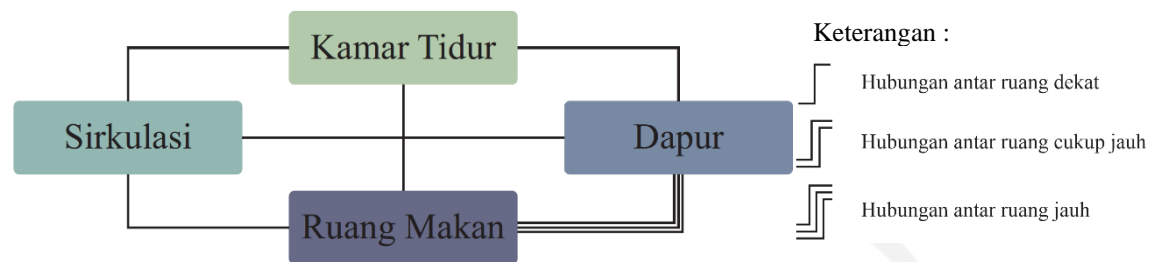 Kamar Tidur
Sirkulasi
Dapur
Ruang Makan
Keterangan :
Hubungan antar ruang dekat
Hubungan antar ruang cukup jauh
Hubungan antar ruang jauh